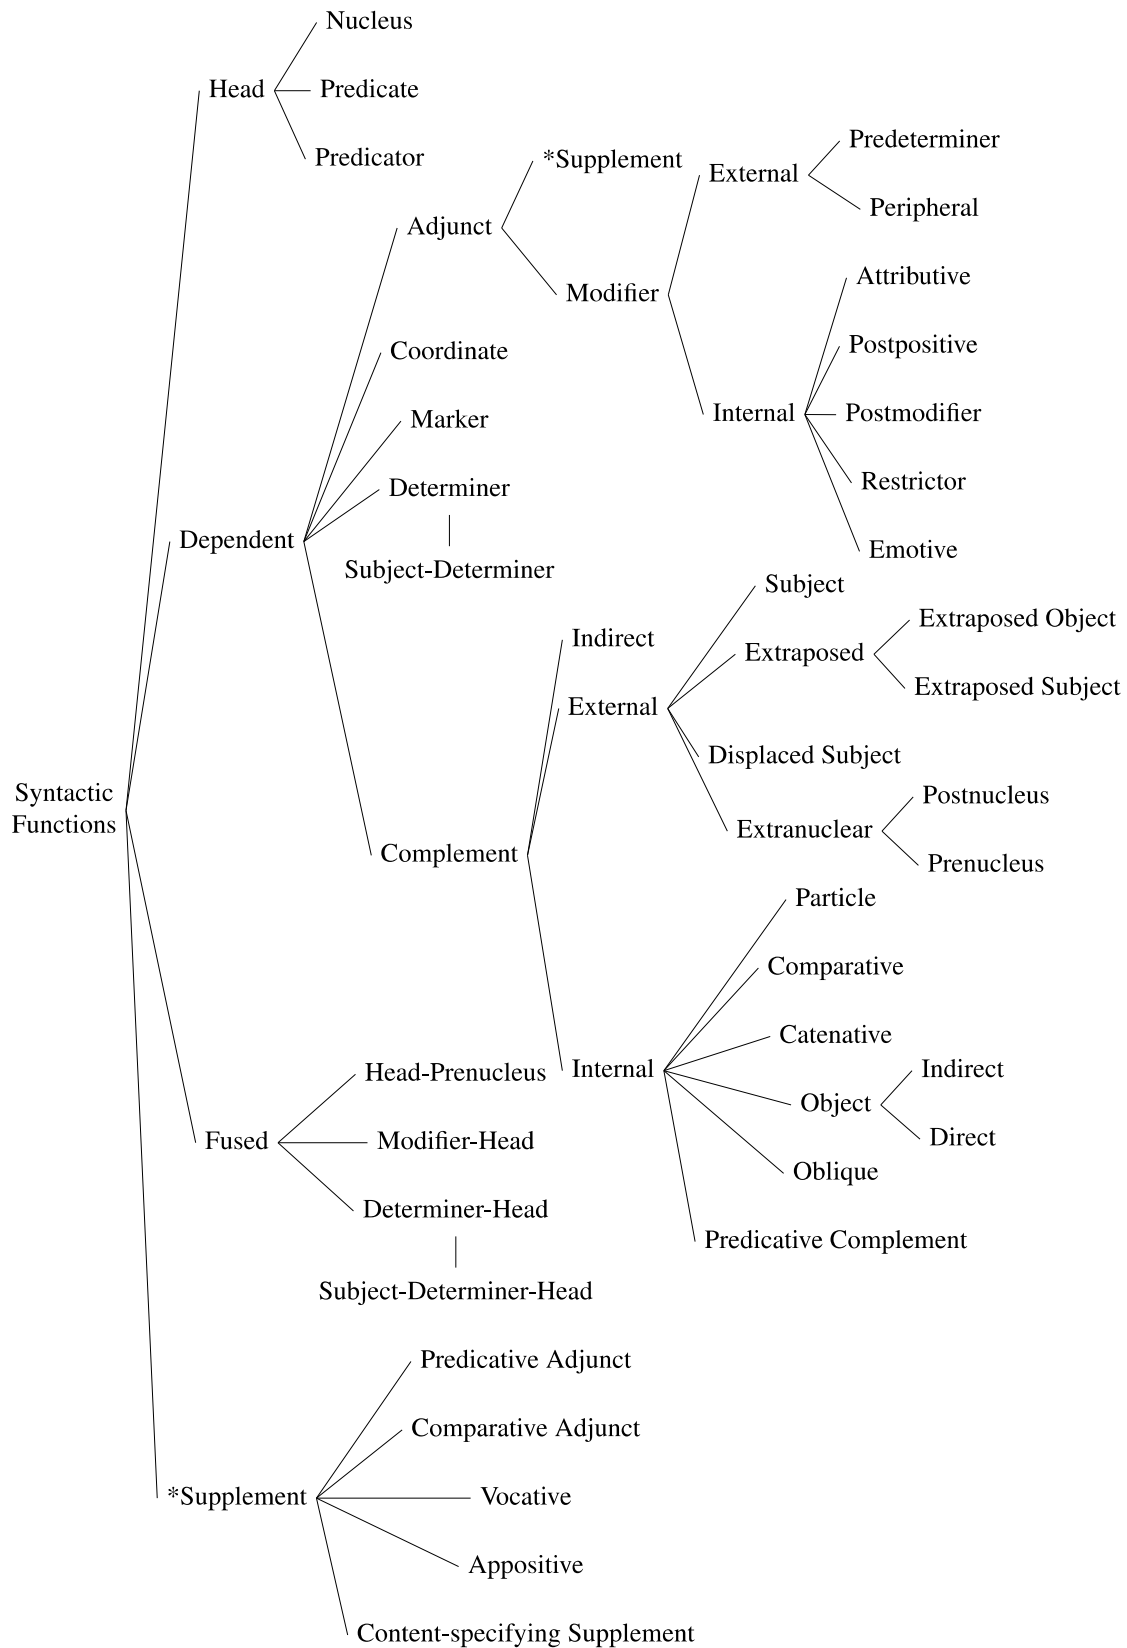 Nucleus
Head
Predicate
Predicator
Predeterminer
*Supplement
External
Peripheral
Adjunct
Attributive
Modifier
Postpositive
Coordinate
Internal
Postmodifier
Marker
Restrictor
Determiner
Dependent
Emotive
Subject-Determiner
Subject
Extraposed Object
Indirect
Extraposed
Extraposed Subject
External
Displaced Subject
Syntactic
Functions
Postnucleus
Extranuclear
Complement
Prenucleus
Particle
Comparative
Catenative
Head-Prenucleus
Internal
Indirect
Object
Fused
Modifier-Head
Direct
Oblique
Determiner-Head
Predicative Complement
Subject-Determiner-Head
Predicative Adjunct
Comparative Adjunct
*Supplement
Vocative
Appositive
Content-specifying Supplement